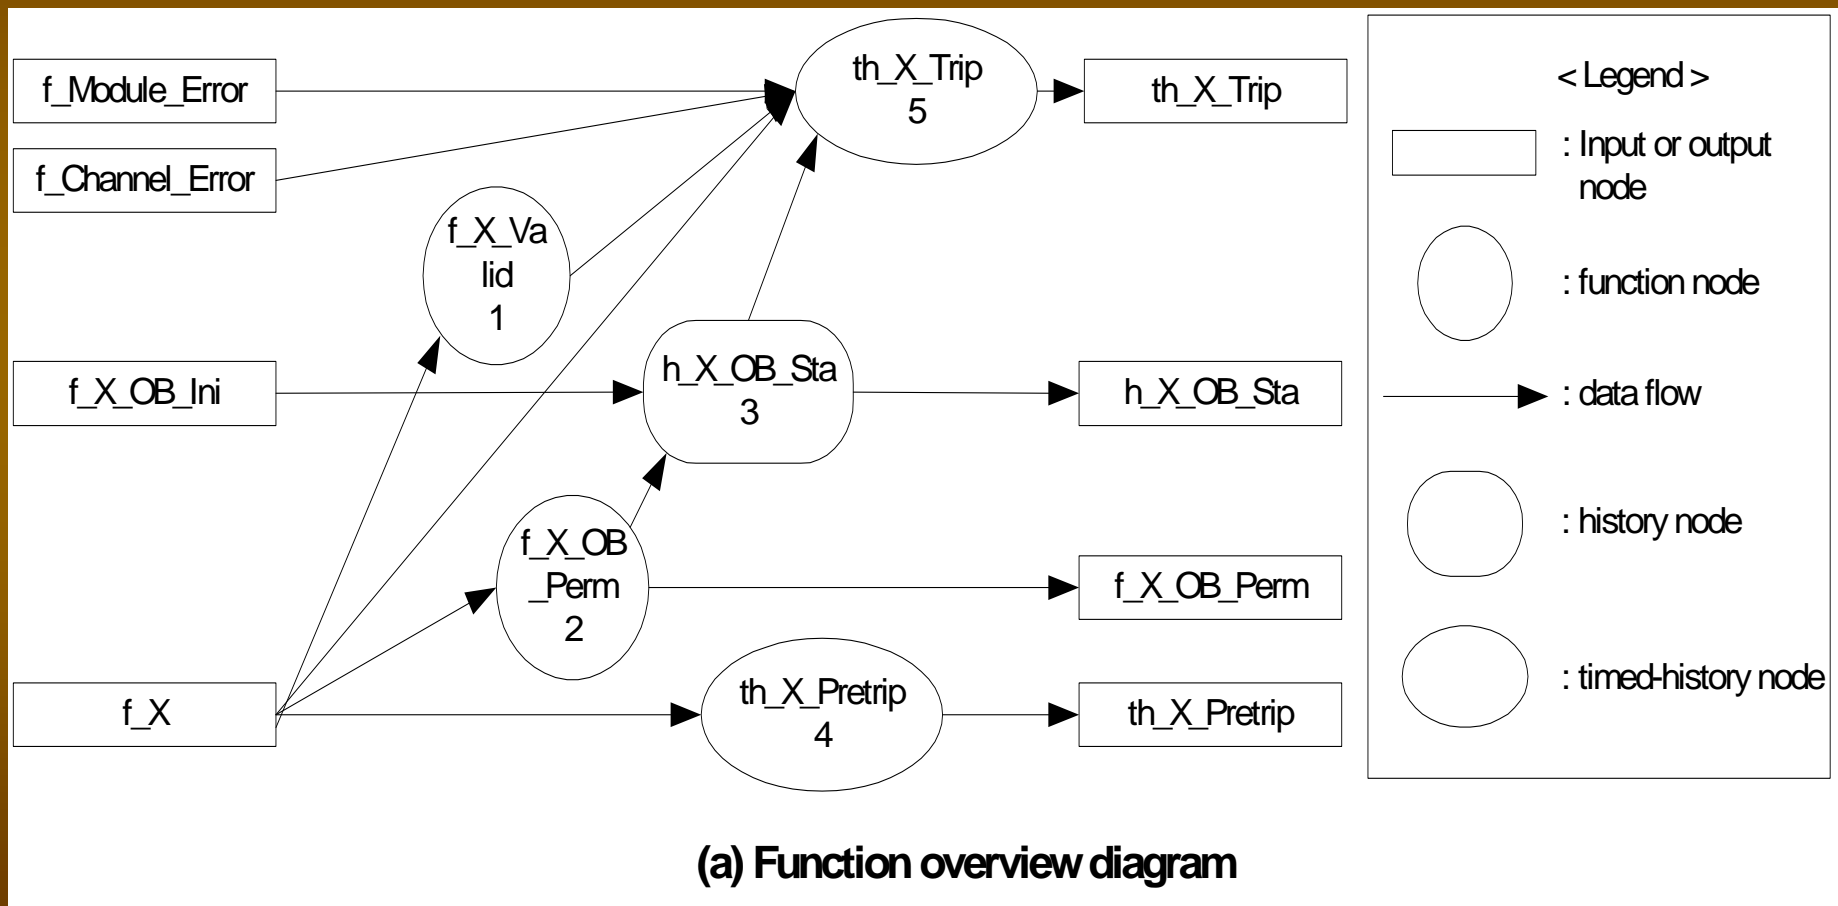 f_Module_Error
f_Channel_Error
f_X_OB_Ini
f_X
f_X_Va
lid
1
f_X_OB
_Perm
2
h_X_OB_Sta
3
th_X_Pretrip
4
th_X_Trip
5
th_X_Trip
h_X_OB_Sta
f_X_OB_Perm
th_X_Pretrip
< Legend >
: Input or output
node
: function node
: data flow
: history node
: timed-history node
(a) Function overview diagram